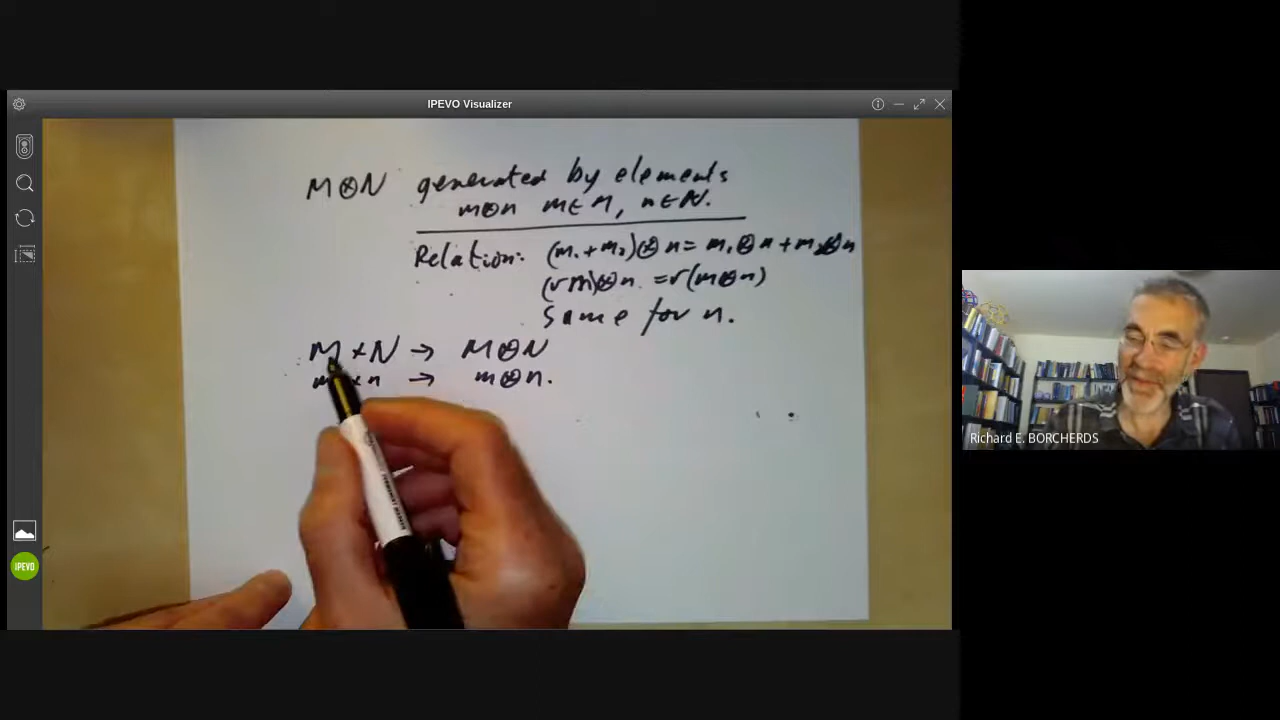 IPEVO Visualizer
M⊗N generated by elements
m⊗n m∈M, n∈N.
Relation: (m₁+m₂)⊗n = m₁⊗n + m₂⊗n
(rm)⊗n = r(m⊗n)
Same for n.
M × N → M⊗N
m × n → m⊗n.
Richard E. BORCHERDS
IPEVO